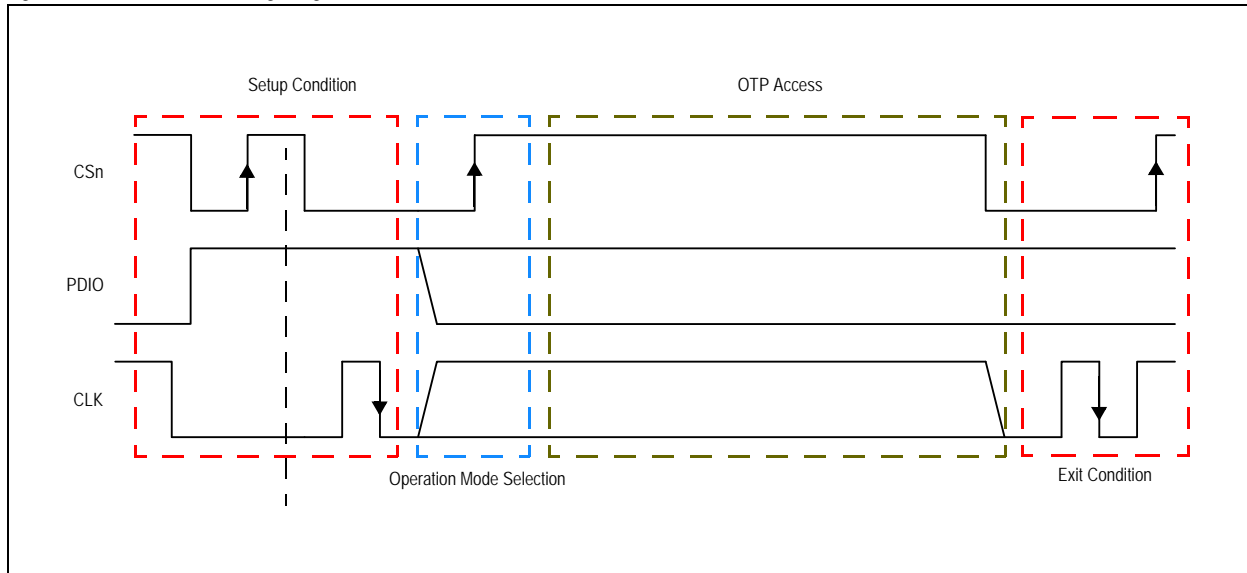 Setup Condition
OTP Access
CSn
PDIO
CLK
Operation Mode Selection
Exit Condition